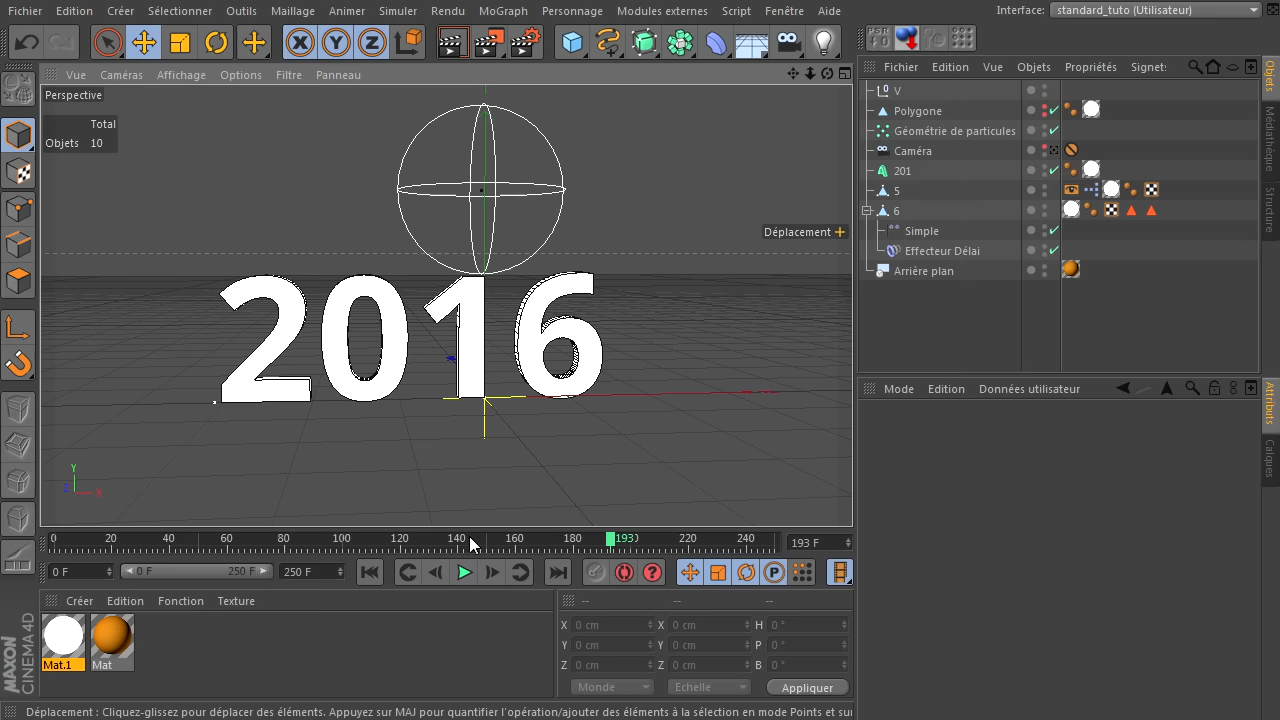 Fichier Edition Créer Sélectionner Outils Maillage Animer Simuler Rendu MoGraph Personnage Modules externes Script Fenêtre Aide Interface: standard_tuto (Utilisateur)
X Y Z
PSR
Vue Caméras Affichage Options Filtre Panneau
Fichier Edition Vue Objets Propriétés Signets
Perspective
Total
Objets 10
Déplacement
2016
Y
Z X
V
Polygone
Géométrie de particules
Caméra
201
5
6
Simple
Effecteur Délai
Arrière plan
Objets
Médiathèque
Structure
Mode Edition Données utilisateur
Attributs
Calques
0 20 40 60 80 100 120 140 160 180 193 220 240 193 F
0 F 0 F 250 F 250 F
P
Créer Edition Fonction Texture
-- -- --
X 0 cm X 0 cm H 0 °
Y 0 cm Y 0 cm P 0 °
Z 0 cm Z 0 cm B 0 °
Monde Echelle Appliquer
Mat.1 Mat
MAXON
CINEMA 4D
Déplacement : Cliquez-glissez pour déplacer des éléments. Appuyez sur MAJ pour quantifier l'opération/ajouter des éléments à la sélection en mode Points et sur